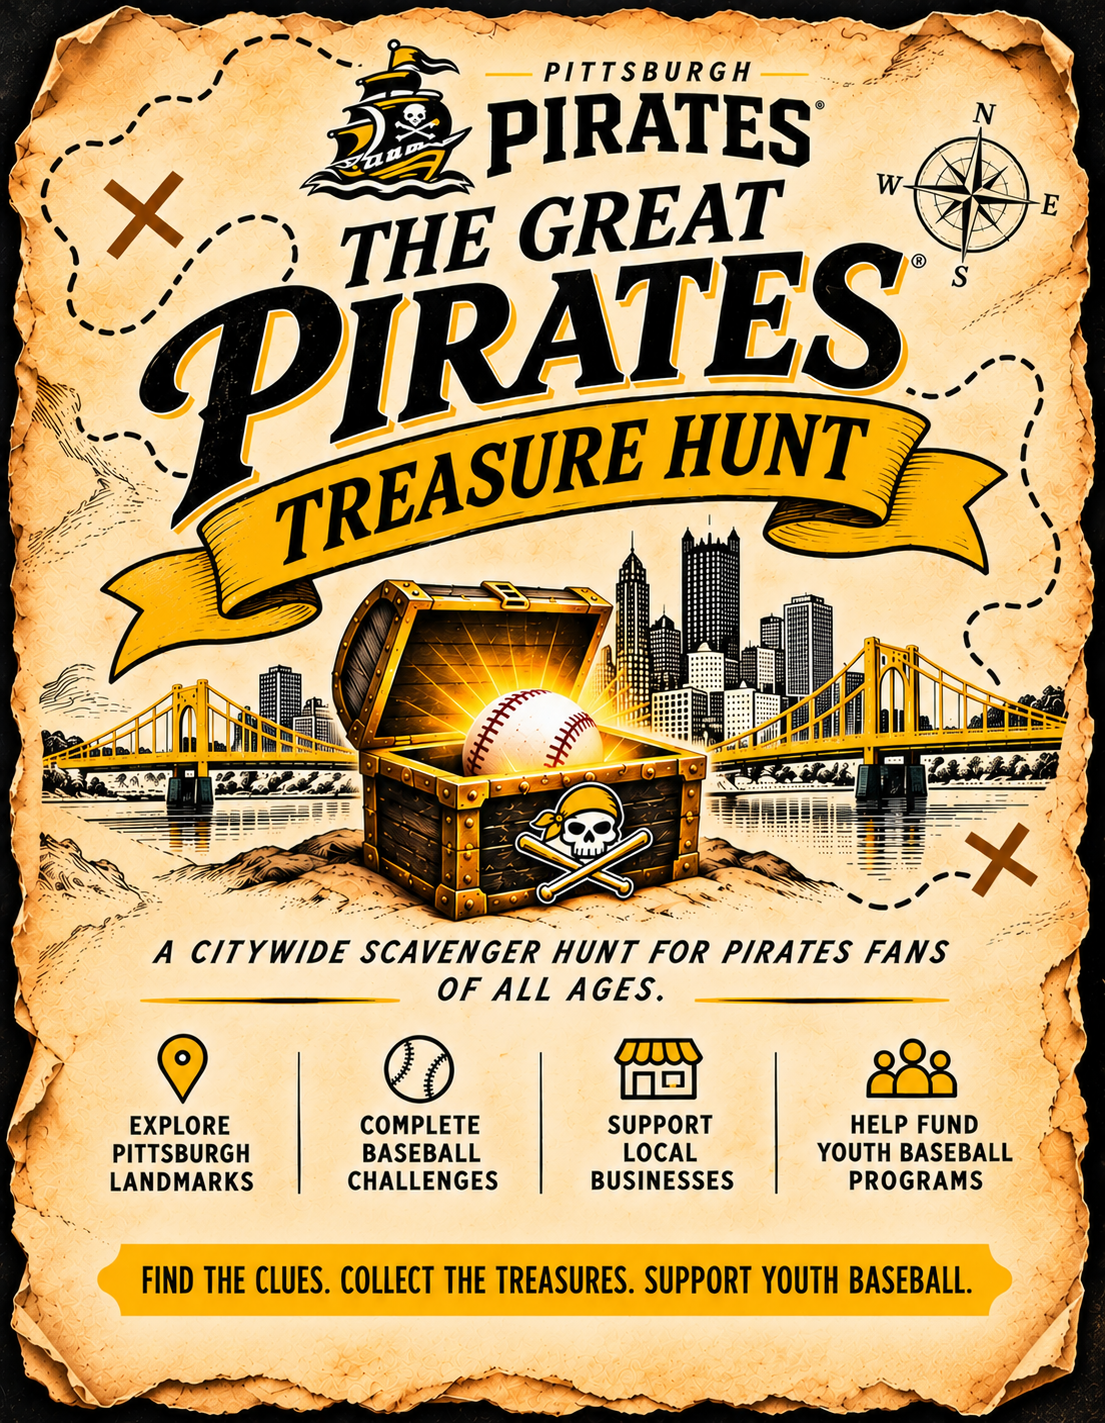 PITTSBURGH
PIRATES®
N
W
E
S
THE GREAT
PIRATES®
TREASURE HUNT
A CITYWIDE SCAVENGER HUNT FOR PIRATES FANS
OF ALL AGES.
EXPLORE
PITTSBURGH
LANDMARKS
COMPLETE
BASEBALL
CHALLENGES
SUPPORT
LOCAL
BUSINESSES
HELP FUND
YOUTH BASEBALL
PROGRAMS
FIND THE CLUES. COLLECT THE TREASURES. SUPPORT YOUTH BASEBALL.